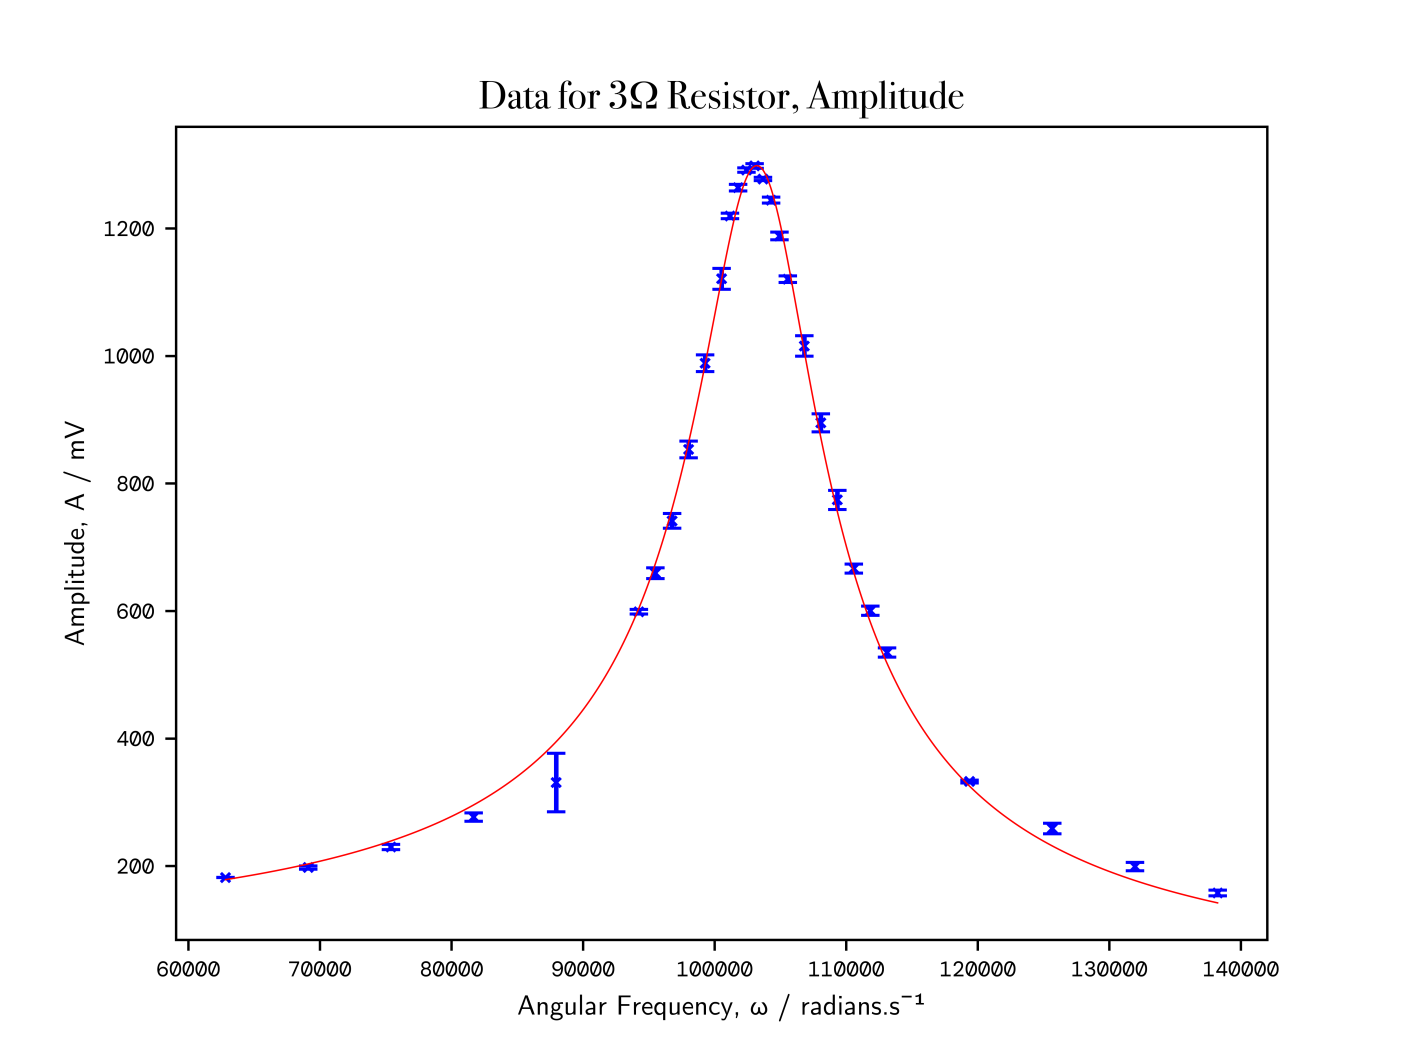 Data for 3Ω Resistor, Amplitude
1200
1000
800
600
400
200
Amplitude, A / mV
60000 70000 80000 90000 100000 110000 120000 130000 140000
Angular Frequency, ω / radians.s⁻¹